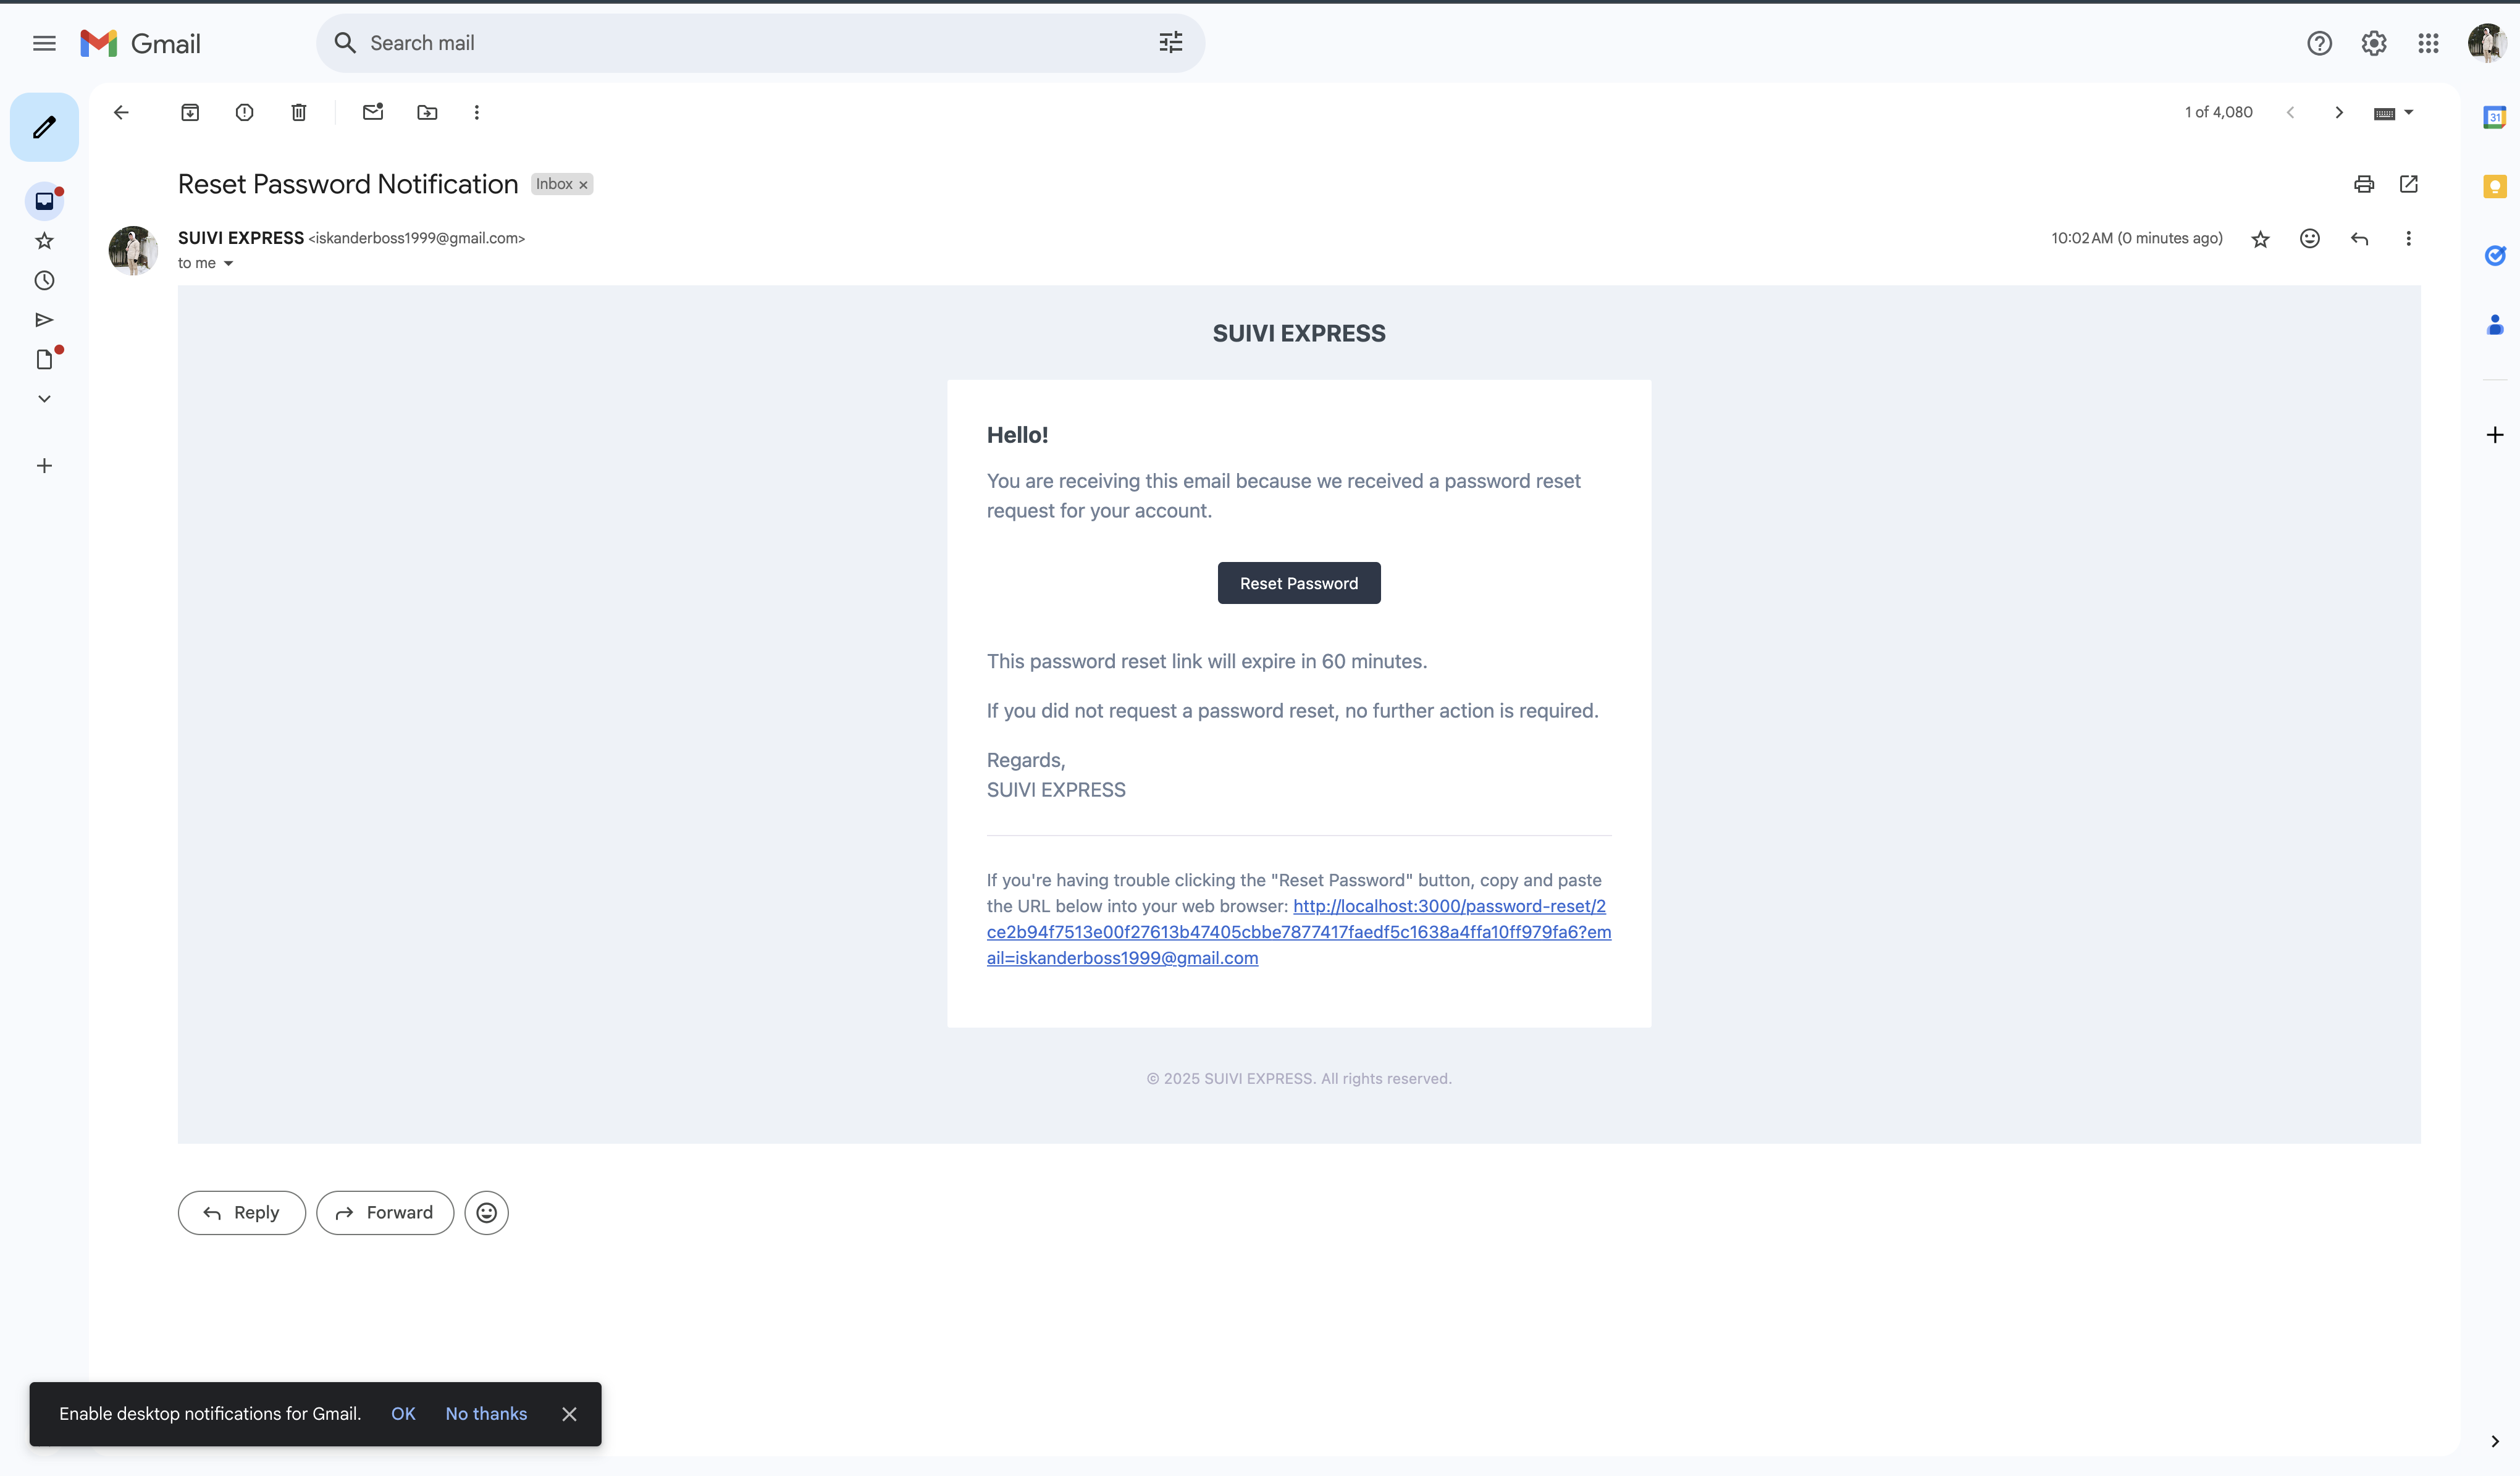 Gmail
Search mail
1 of 4,080
Reset Password Notification Inbox ×
SUIVI EXPRESS <iskanderboss1999@gmail.com>
10:02 AM (0 minutes ago)
to me
SUIVI EXPRESS
Hello!
You are receiving this email because we received a password reset
request for your account.
Reset Password
This password reset link will expire in 60 minutes.
If you did not request a password reset, no further action is required.
Regards,
SUIVI EXPRESS
If you're having trouble clicking the "Reset Password" button, copy and paste
the URL below into your web browser: http://localhost:3000/password-reset/2
ce2b94f7513e00f27613b47405cbbe7877417faedf5c1638a4ffa10ff979fa6?em
ail=iskanderboss1999@gmail.com
© 2025 SUIVI EXPRESS. All rights reserved.
Reply
Forward
Enable desktop notifications for Gmail. OK No thanks
31